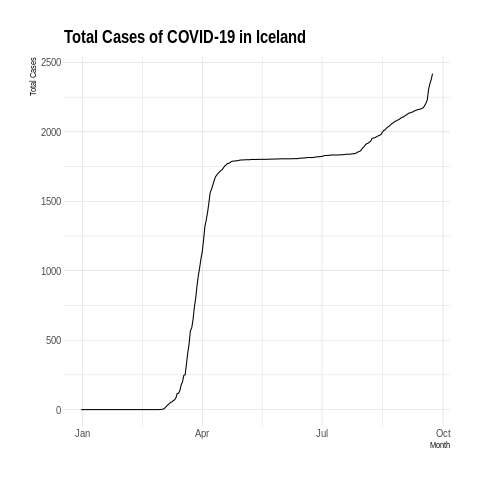 Total Cases of COVID-19 in Iceland
Total Cases
2500
2000
1500
1000
500
0
Jan Apr Jul Oct
Month